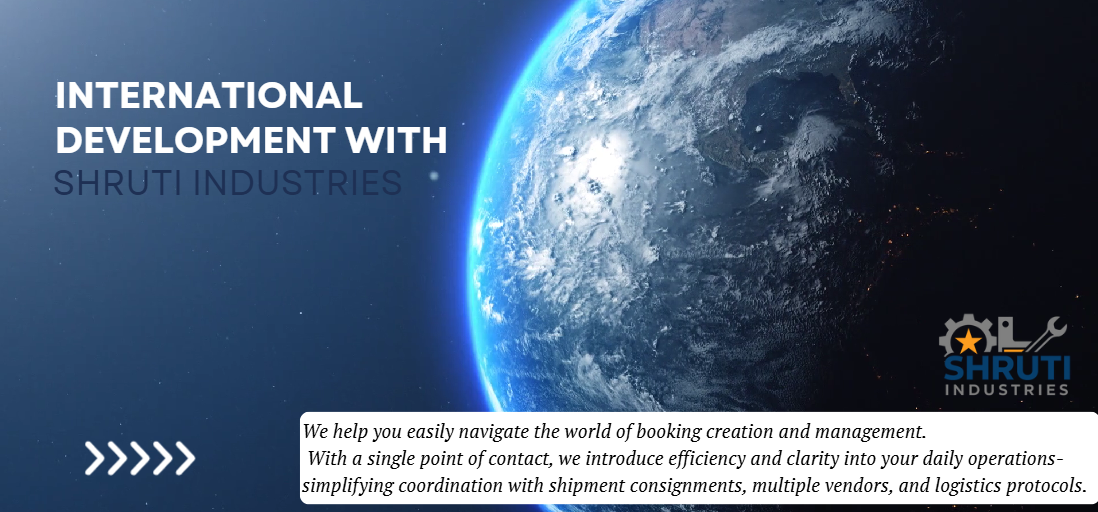 INTERNATIONAL
DEVELOPMENT WITH
SHRUTI INDUSTRIES
SHRUTI
INDUSTRIES
We help you easily navigate the world of booking creation and management.
With a single point of contact, we introduce efficiency and clarity into your daily operations-
simplifying coordination with shipment consignments, multiple vendors, and logistics protocols.